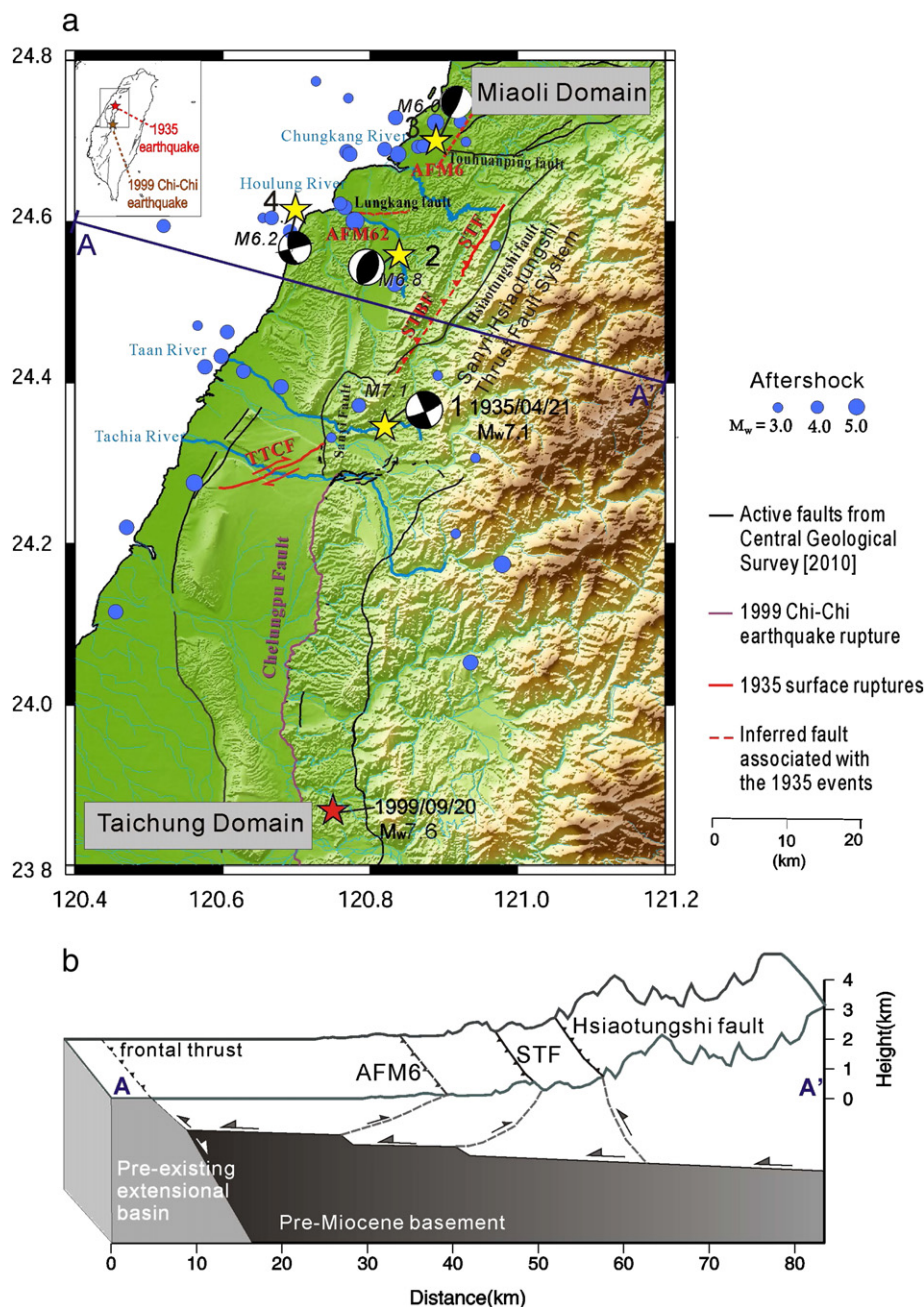 a
24.8
24.6
24.4
24.2
24.0
23.8
120.4
120.6
120.8
121.0
121.2
1935
earthquake
1999 Chi-Chi
earthquake
Miaoli Domain
M6.0
3
Chungkang River
Touhuanping fault
AFM6
Houlung River
4
Lungkang fault
AFM62
M6.2
2
M6.8
STF
STBF
Hsiaotungshi fault
Sanyi/Hsiaotungshi
Thrust Fault System
A
A'
Taan River
M7.1
1
1935/04/21
Mw7.1
Sanyi Fault
Tachia River
TTCF
Chelungpu Fault
Taichung Domain
1999/09/20
Mw7.6
Aftershock
Mw = 3.0 4.0 5.0
Active faults from
Central Geological
Survey [2010]
1999 Chi-Chi
earthquake rupture
1935 surface ruptures
Inferred fault
associated with
the 1935 events
0 10 20
(km)
b
frontal thrust
AFM6
STF
Hsiaotungshi fault
A
A'
4
3
2
1
0
Height(km)
Pre-existing
extensional
basin
Pre-Miocene basement
0 10 20 30 40 50 60 70 80
Distance(km)